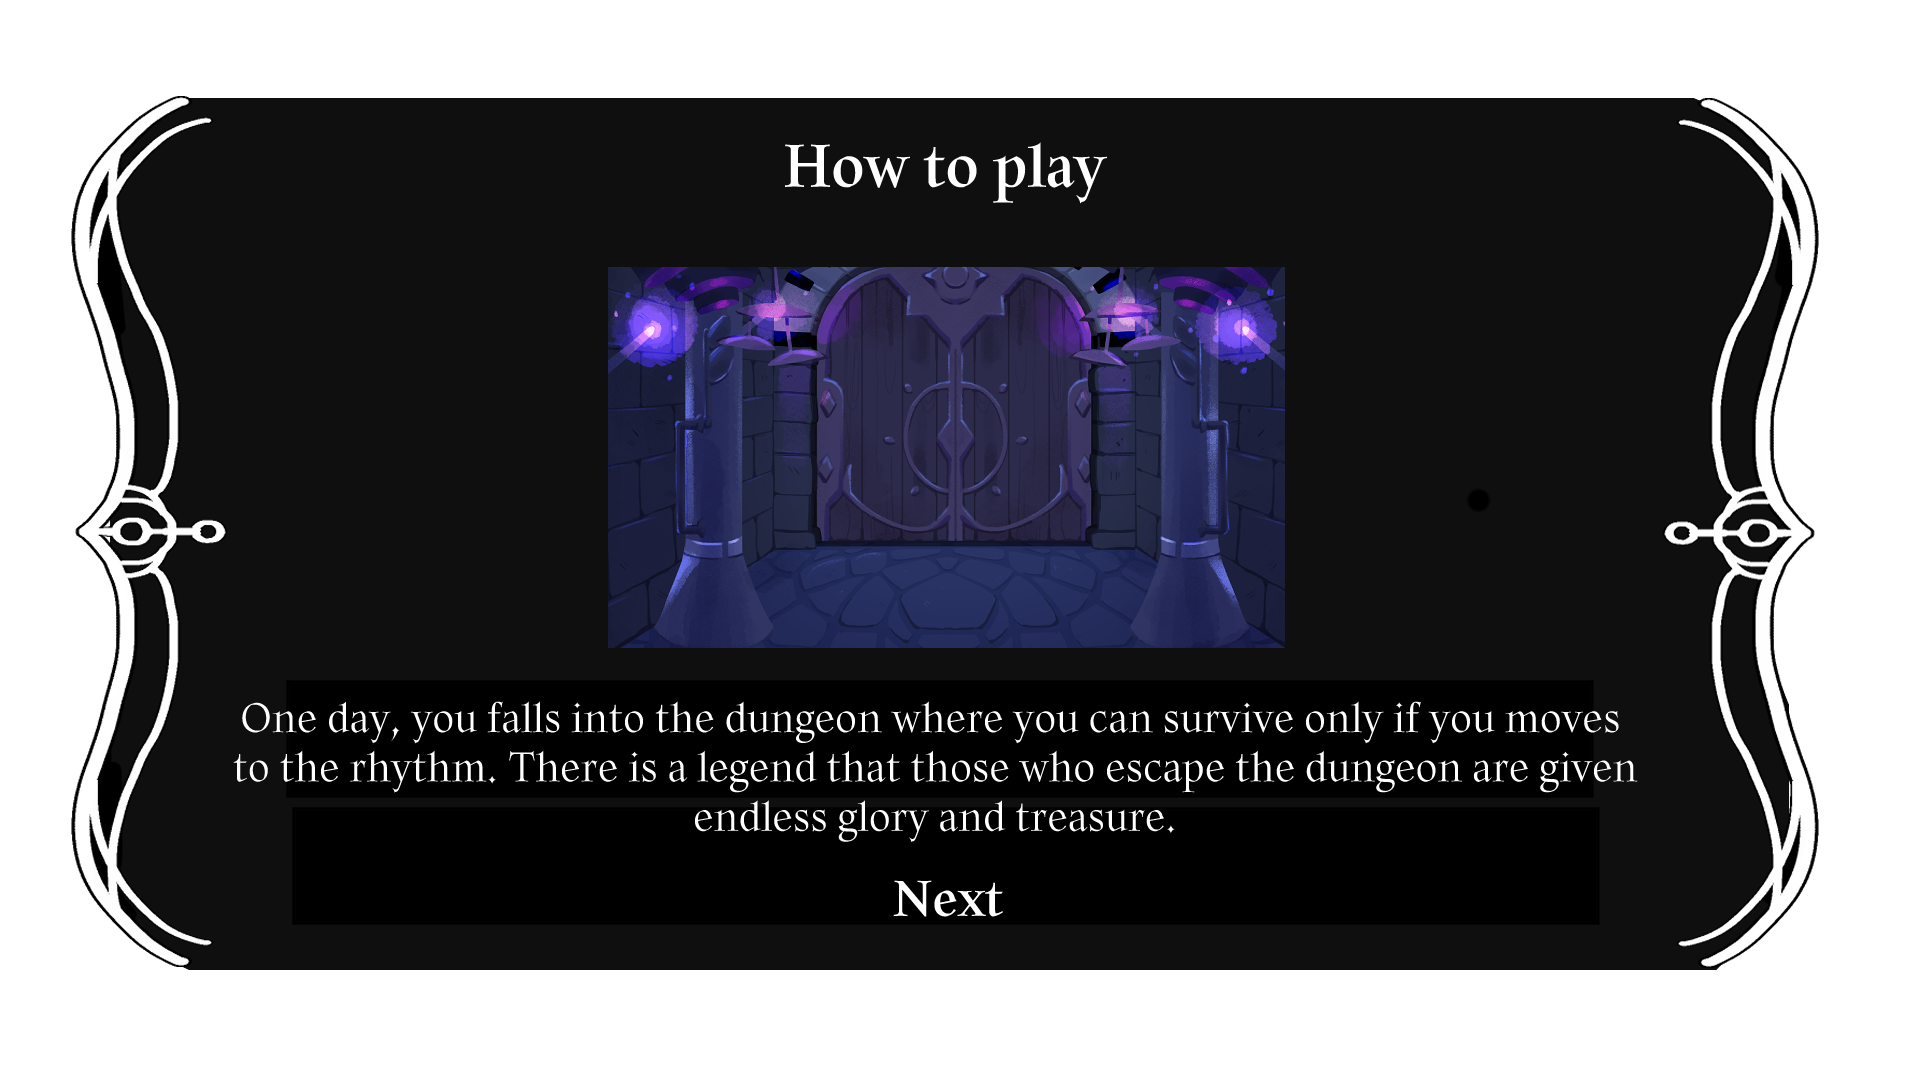 How to play
One day, you falls into the dungeon where you can survive only if you moves
to the rhythm. There is a legend that those who escape the dungeon are given
endless glory and treasure.
Next